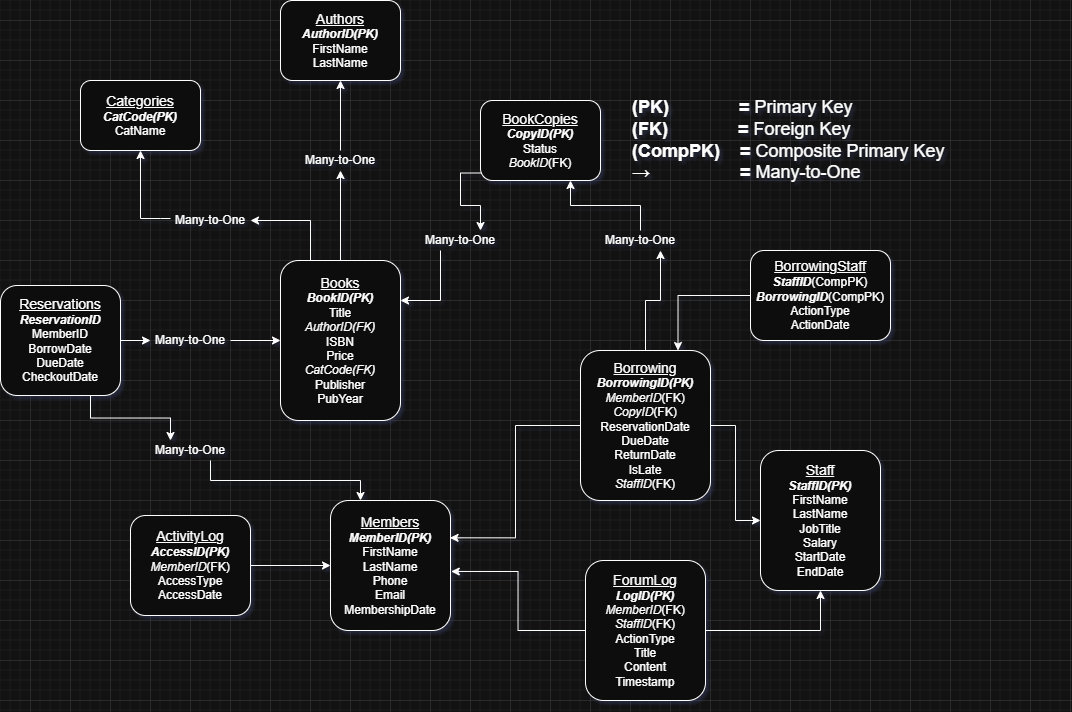 Authors
AuthorID(PK)
FirstName
LastName
Categories
CatCode(PK)
CatName
BookCopies
CopyID(PK)
Status
BookID(FK)
(PK) = Primary Key
(FK) = Foreign Key
(CompPK) = Composite Primary Key
→ = Many-to-One
Many-to-One
Many-to-One
Many-to-One
Many-to-One
BorrowingStaff
StaffID(CompPK)
BorrowingID(CompPK)
ActionType
ActionDate
Books
BookID(PK)
Title
AuthorID(FK)
ISBN
Price
CatCode(FK)
Publisher
PubYear
Reservations
ReservationID
MemberID
BorrowDate
DueDate
CheckoutDate
Many-to-One
Many-to-One
Borrowing
BorrowingID(PK)
MemberID(FK)
CopyID(FK)
ReservationDate
DueDate
ReturnDate
IsLate
StaffID(FK)
Staff
StaffID(PK)
FirstName
LastName
JobTitle
Salary
StartDate
EndDate
Members
MemberID(PK)
FirstName
LastName
Phone
Email
MembershipDate
ActivityLog
AccessID(PK)
MemberID(FK)
AccessType
AccessDate
ForumLog
LogID(PK)
MemberID(FK)
StaffID(FK)
ActionType
Title
Content
Timestamp